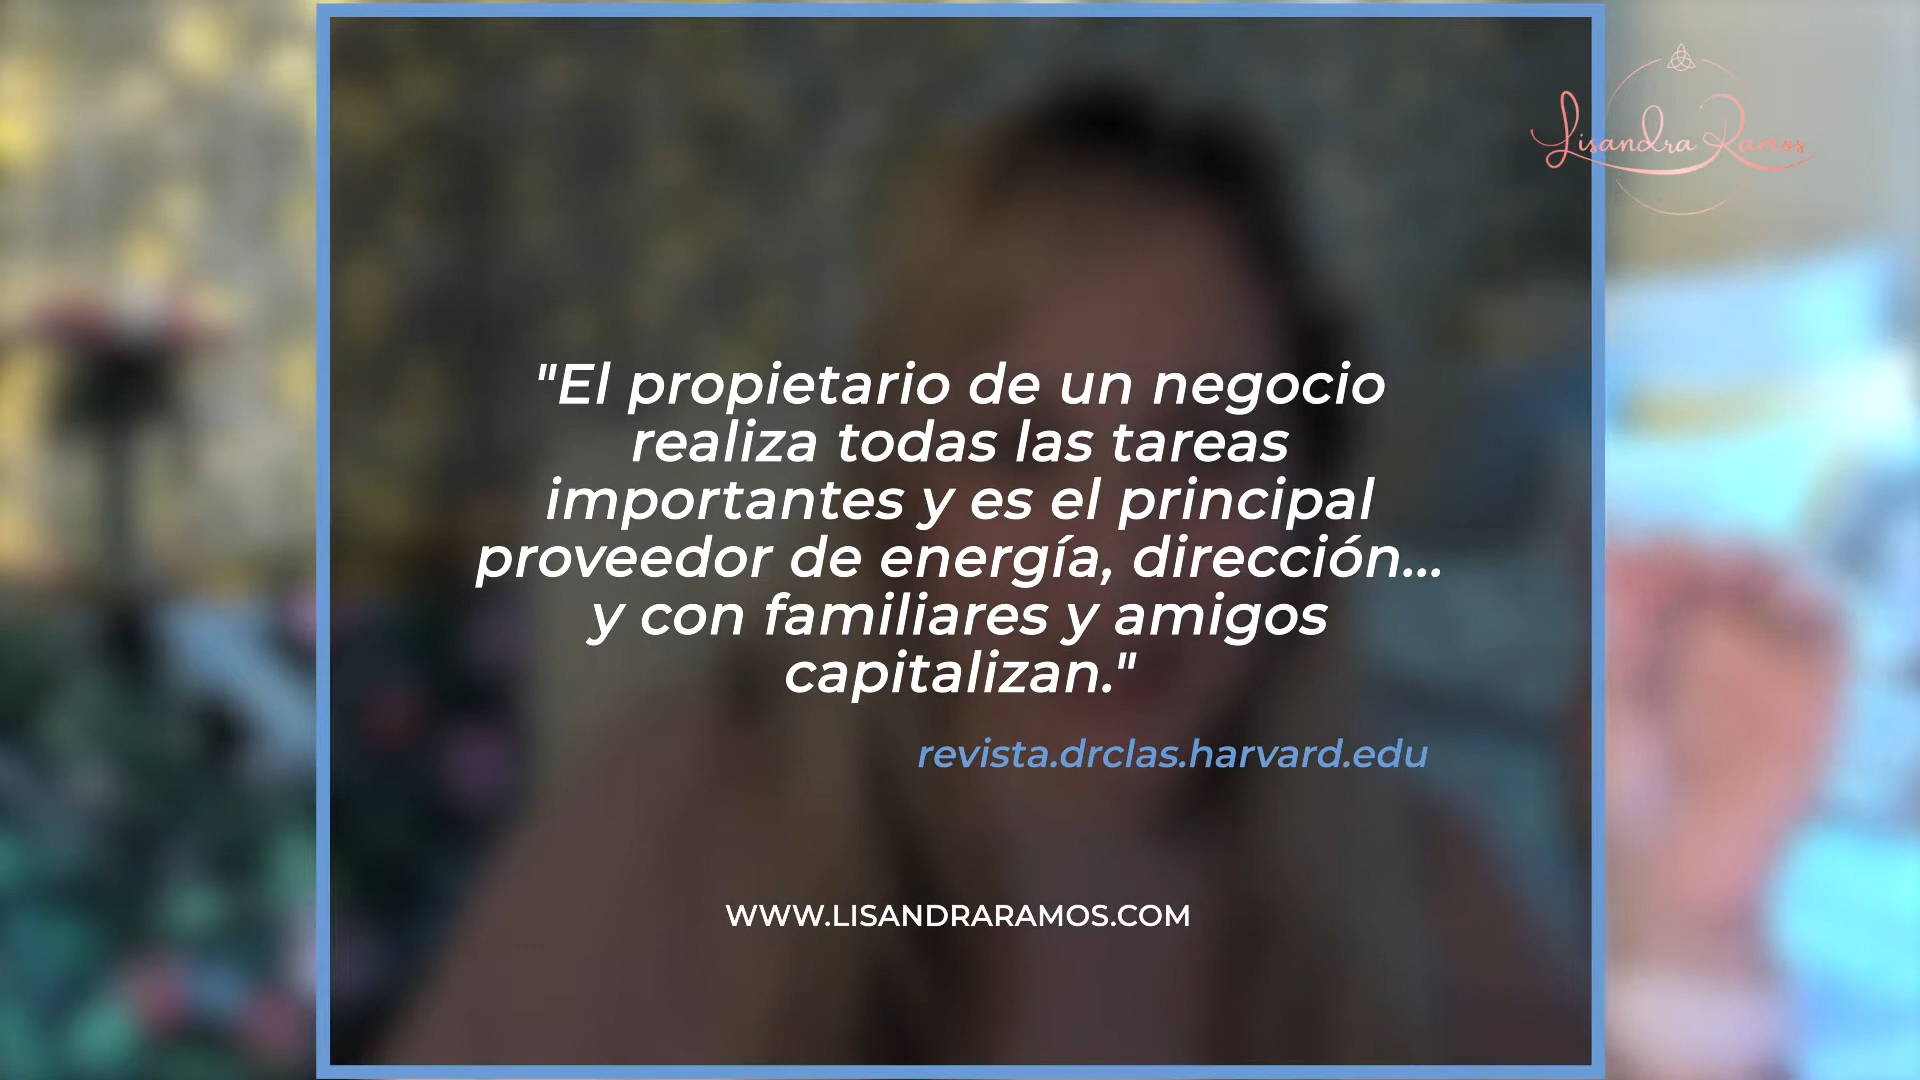 Lisandra Ramos
"El propietario de un negocio
realiza todas las tareas
importantes y es el principal
proveedor de energía, dirección...
y con familiares y amigos
capitalizan."
revista.drclas.harvard.edu
WWW.LISANDRARAMOS.COM